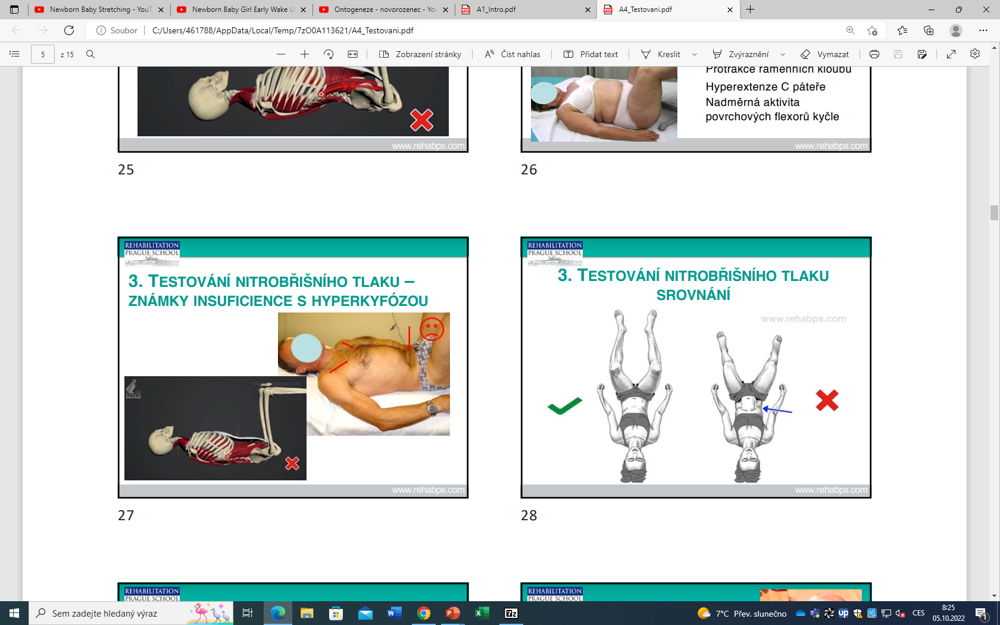 Newborn Baby Stretching - YouT
Newborn Baby Girl Early Wake U
Ontogeneze - novorozenec - You
A1_Intro.pdf
A4_Testovani.pdf
Soubor
C:/Users/461788/AppData/Local/Temp/7zO0A113621/A4_Testovani.pdf
5
z 15
Zobrazení stránky
Číst nahlas
Přidat text
Kreslit
Zvýraznění
Vymazat
www.rehabps.com
25
Protrakce ramenních kloubů
Hyperextenze C páteře
Nadměrná aktivita
povrchových flexorů kyčle
www.rehabps.com
26
REHABILITATION
PRAGUE SCHOOL
3. TESTOVÁNÍ NITROBŘIŠNÍHO TLAKU –
ZNÁMKY INSUFICIENCE S HYPERKYFÓZOU
DNS
www.rehabps.com
www.rehabps.com
27
REHABILITATION
PRAGUE SCHOOL
3. TESTOVÁNÍ NITROBŘIŠNÍHO TLAKU
SROVNÁNÍ
www.rehabps.com
www.rehabps.com
28
REHABILITATION
PRAGUE SCHOOL
REHABILITATION
PRAGUE SCHOOL
Sem zadejte hledaný výraz
7°C Přev. slunečno
CES
8:25
05.10.2022
1